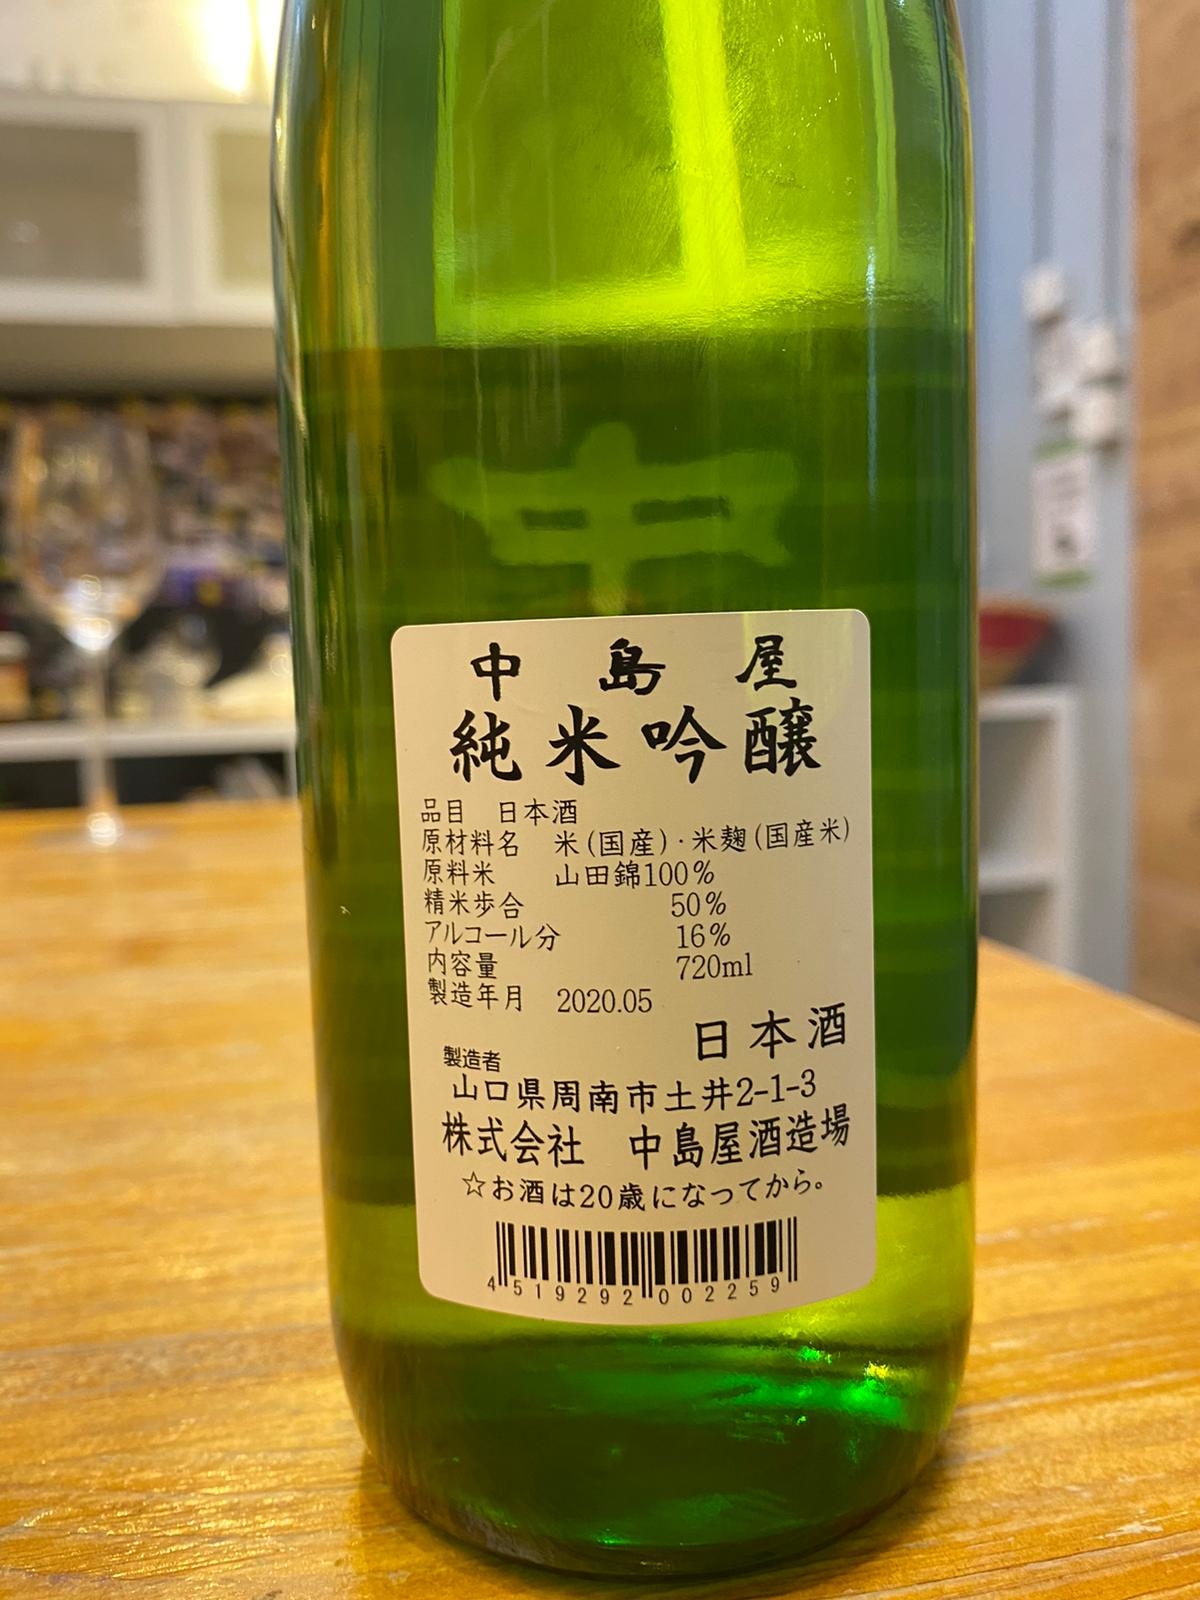 中
中島屋
純米吟醸
品目　日本酒
原材料名　米(国産)・米麹(国産米)
原料米　山田錦100%
精米歩合　50%
アルコール分　16%
内容量　720ml
製造年月　2020.05
日本酒
製造者
山口県周南市土井2-1-3
株式会社　中島屋酒造場
☆お酒は20歳になってから。
4 519292 002259